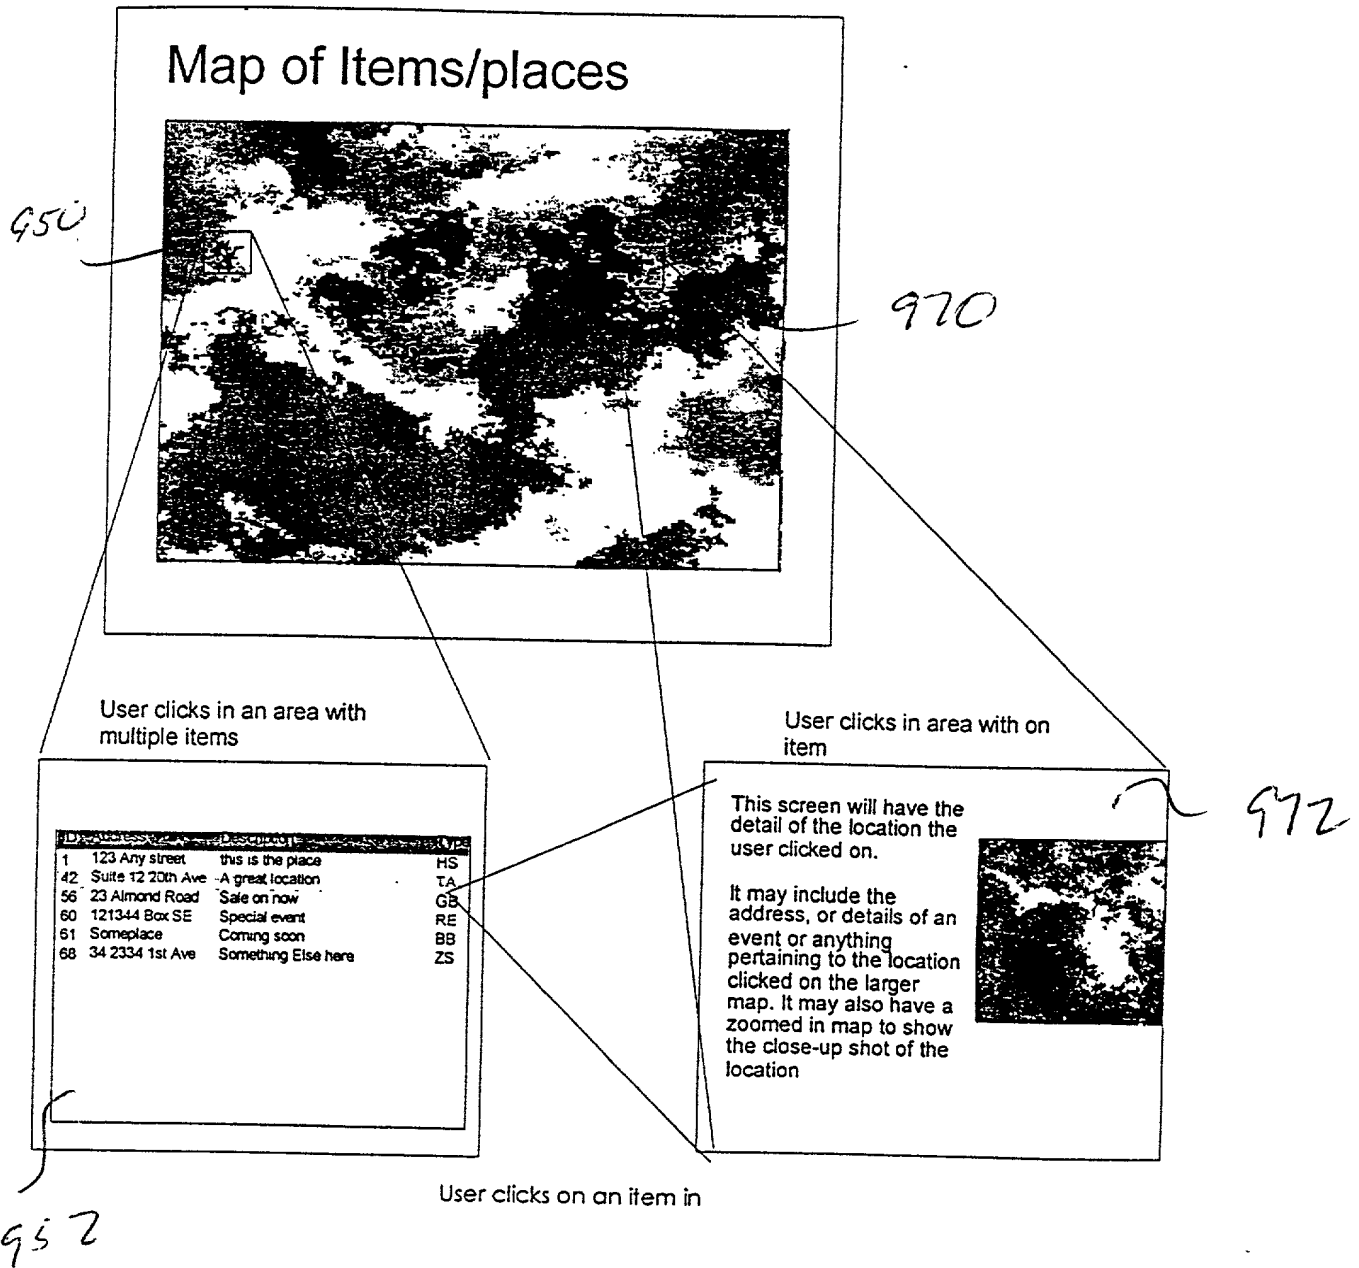 Map of Items/places
950
970
User clicks in an area with
multiple items
User clicks in area with on
item
ID Address Description Type
1 123 Any street this is the place HS
42 Suite 12 20th Ave A great location TA
56 23 Almond Road Sale on now GB
60 121344 Box SE Special event RE
61 Someplace Coming soon BB
68 34 2334 1st Ave Something Else here ZS
952
This screen will have the
detail of the location the
user clicked on.
It may include the
address, or details of an
event or anything
pertaining to the location
clicked on the larger
map. It may also have a
zoomed in map to show
the close-up shot of the
location
972
User clicks on an item in